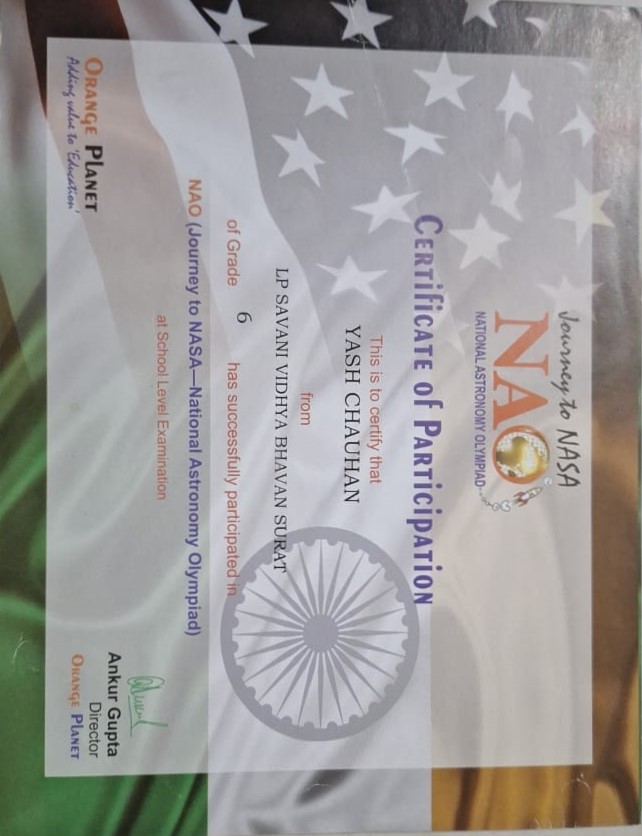 Journey to NASA
NAO
NATIONAL ASTRONOMY OLYMPIAD
CERTIFICATE OF PARTICIPATION
This is to certify that
YASH CHAUHAN
from
LP SAVANI VIDHYA BHAVAN SURAT
of Grade 6 has successfully participated in
NAO (Journey to NASA—National Astronomy Olympiad)
at School Level Examination
ORANGE PLANET
Adding value to 'Education'
Ankur Gupta
Director
ORANGE PLANET